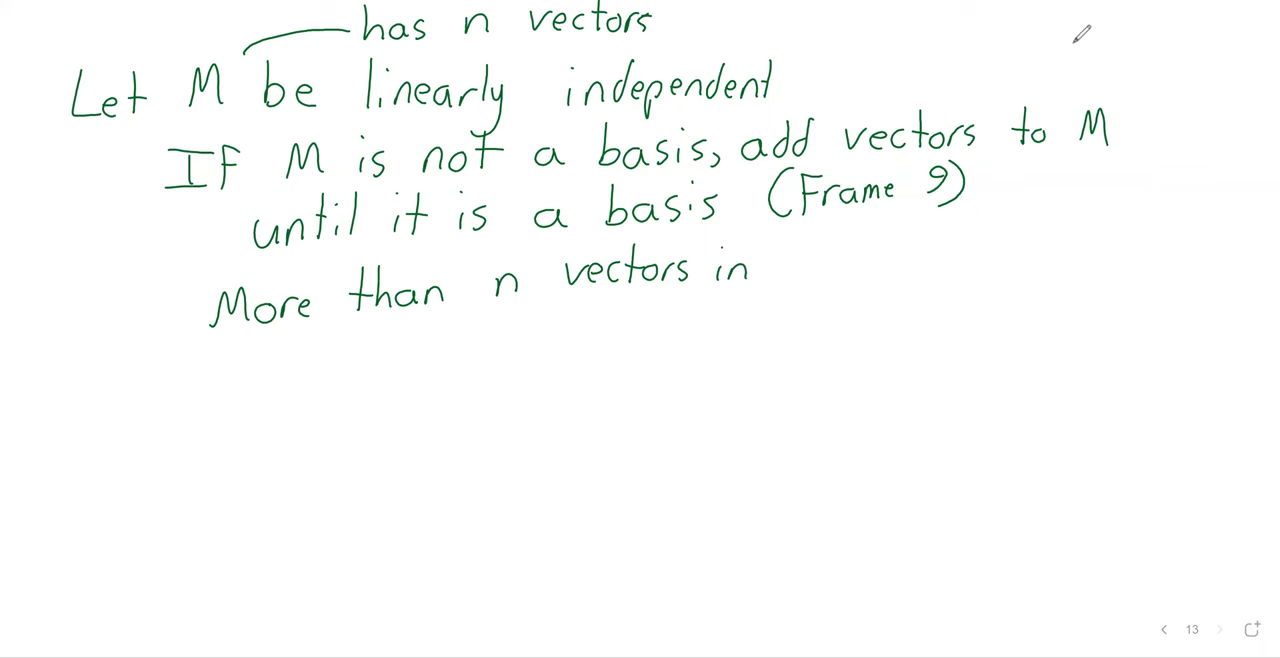 has n vectors
Let M be linearly independent
If M is not a basis, add vectors to M
until it is a basis (Frame 9)
More than n vectors in
13